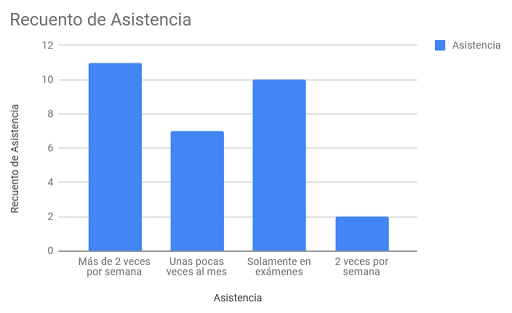 Recuento de Asistencia
Asistencia
12
10
8
6
4
2
0
Recuento de Asistencia
Más de 2 veces
por semana
Unas pocas
veces al mes
Solamente en
exámenes
2 veces por
semana
Asistencia